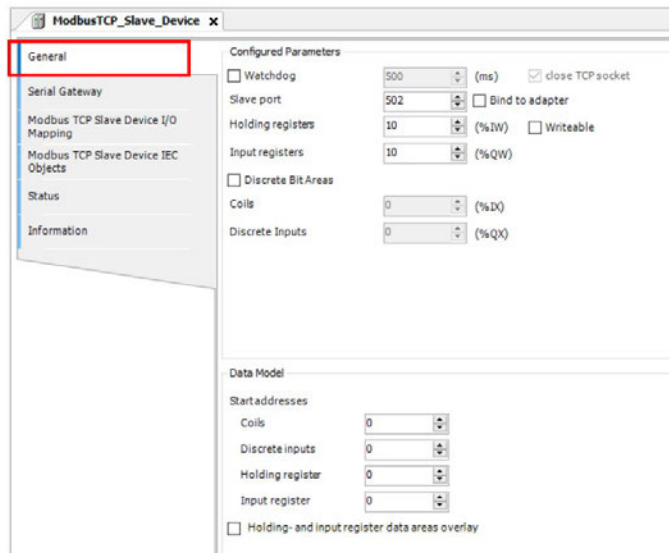 ModbusTCP_Slave_Device x
General
Serial Gateway
Modbus TCP Slave Device I/O
Mapping
Modbus TCP Slave Device IEC
Objects
Status
Information
Configured Parameters
Watchdog 500 (ms) close TCP socket
Slave port 502 Bind to adapter
Holding registers 10 (%IW) Writeable
Input registers 10 (%QW)
Discrete Bit Areas
Coils 0 (%IX)
Discrete Inputs 0 (%QX)
Data Model
Start addresses
Coils 0
Discrete inputs 0
Holding register 0
Input register 0
Holding- and input register data areas overlay